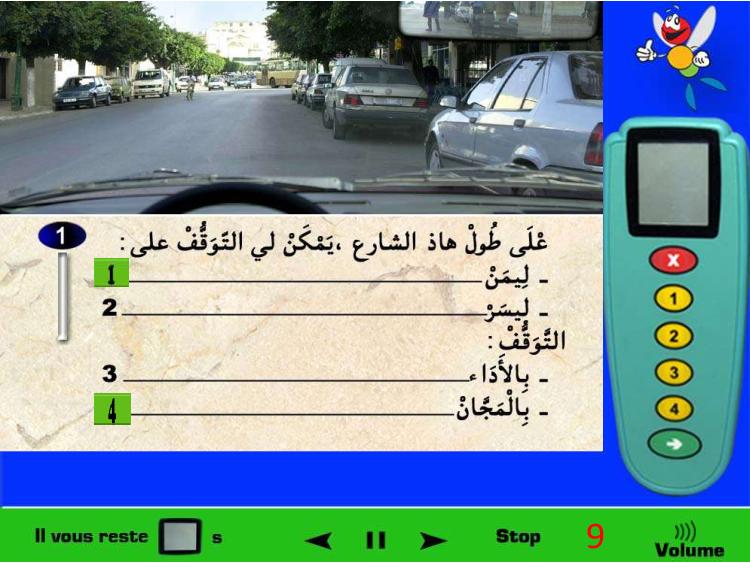 1
عْلَى طُولْ هاذ الشارع ،يَمْكَنْ لي التّوَقُّفْ على:
- لِيمَنْ 1
- لِيسَرْ 2
التَّوَقُّفْ:
- بِالأَدَاء 3
- بِالْمَجَّانْ 4
X
1
2
3
4
Il vous reste s
Stop
9
Volume